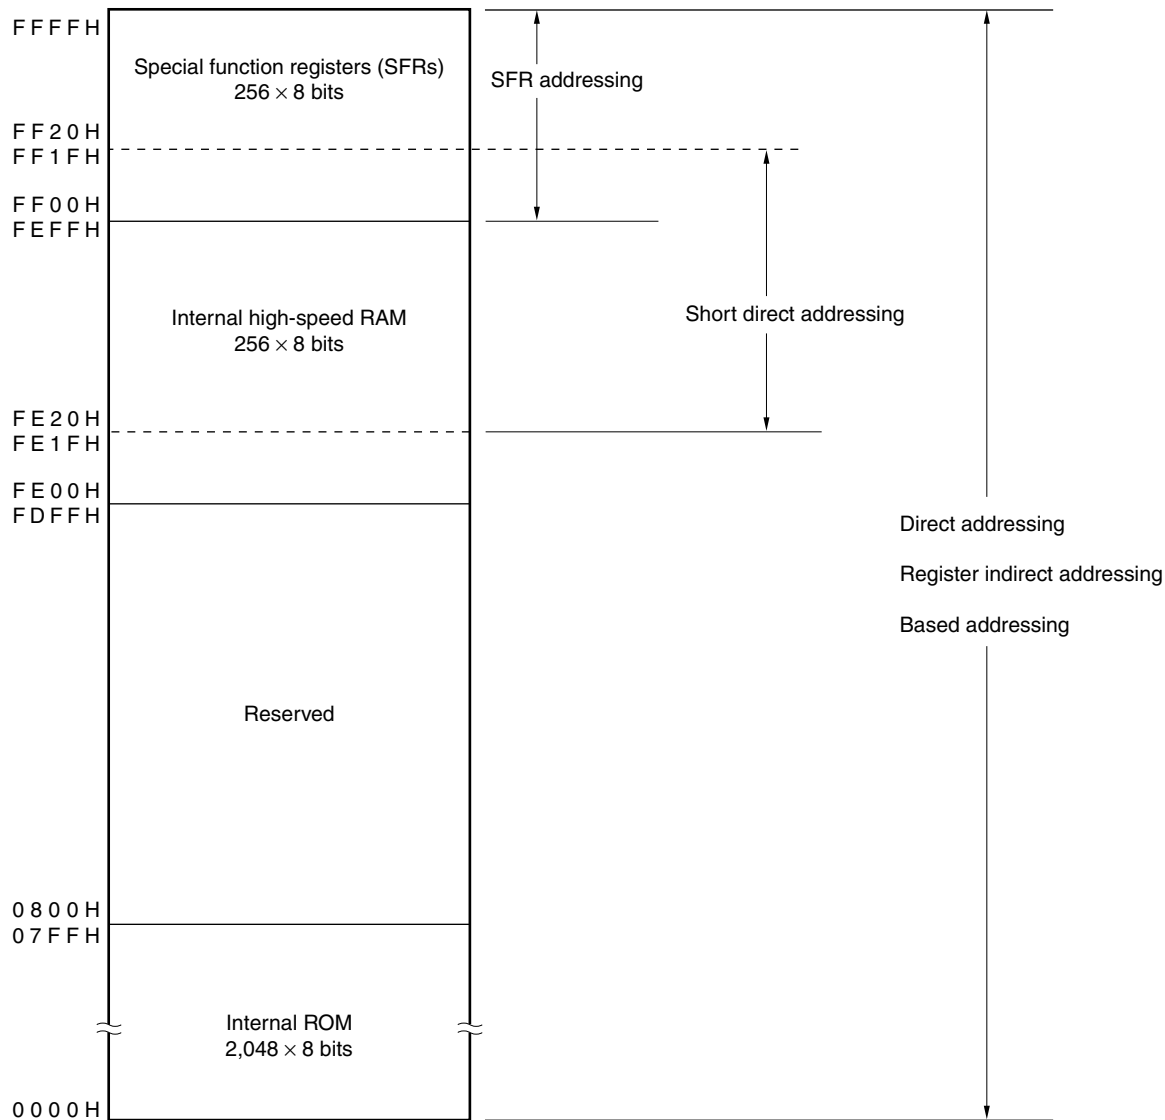 FFFFH
Special function registers (SFRs)
256 × 8 bits
SFR addressing
FF20H
FF1FH
FF00H
FEFFH
Internal high-speed RAM
256 × 8 bits
Short direct addressing
FE20H
FE1FH
FE00H
FDFFH
Direct addressing
Register indirect addressing
Based addressing
Reserved
0800H
07FFH
Internal ROM
2,048 × 8 bits
0000H